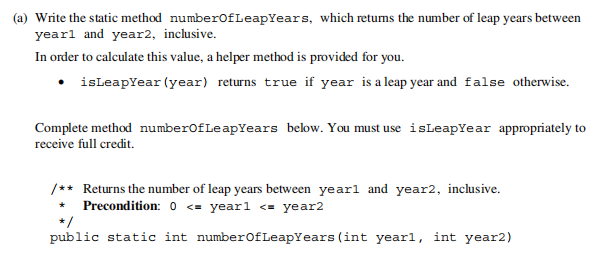 (a) Write the static method numberOfLeapYears, which returns the number of leap years between
year1 and year2, inclusive.
In order to calculate this value, a helper method is provided for you.
• isLeapYear(year) returns true if year is a leap year and false otherwise.
Complete method numberOfLeapYears below. You must use isLeapYear appropriately to
receive full credit.
/** Returns the number of leap years between year1 and year2, inclusive.
* Precondition: 0 <= year1 <= year2
*/
public static int numberOfLeapYears(int year1, int year2)